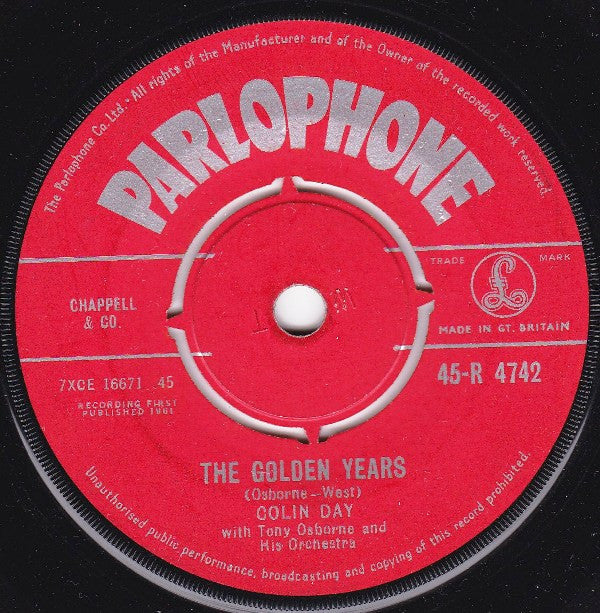 The Parlophone Co. Ltd · All rights of the Manufacturer and of the Owner of the recorded work reserved.
PARLOPHONE
TRADE MARK
£
CHAPPELL
& CO.
MADE IN GT. BRITAIN
7XCE 16671 . 45
45-R 4742
RECORDING FIRST
PUBLISHED 1961
THE GOLDEN YEARS
(Osborne - West)
COLIN DAY
with Tony Osborne and
His Orchestra
Unauthorised public performance, broadcasting and copying of this record prohibited.